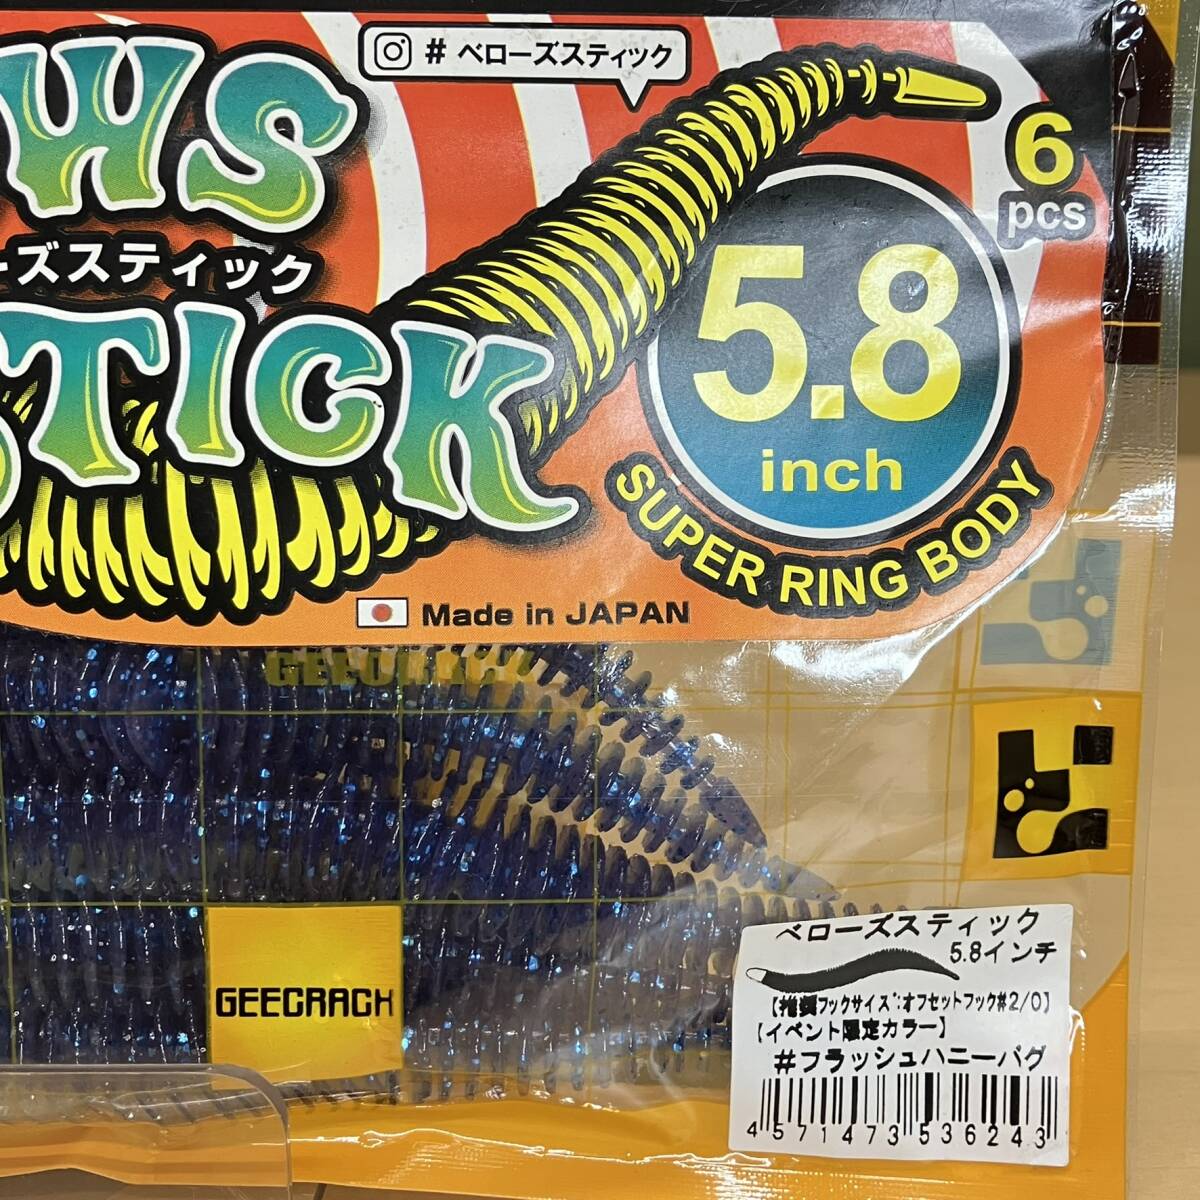 # ベローズスティック
WS
ーズスティック
STICK
6
pcs
5.8
inch
SUPER RING BODY
Made in JAPAN
GEECRACK
GEECRACK
ベローズスティック
5.8インチ
【推奨フックサイズ:オフセットフック#2/0】
【イベント限定カラー】
#フラッシュハニーバグ
4571473536243